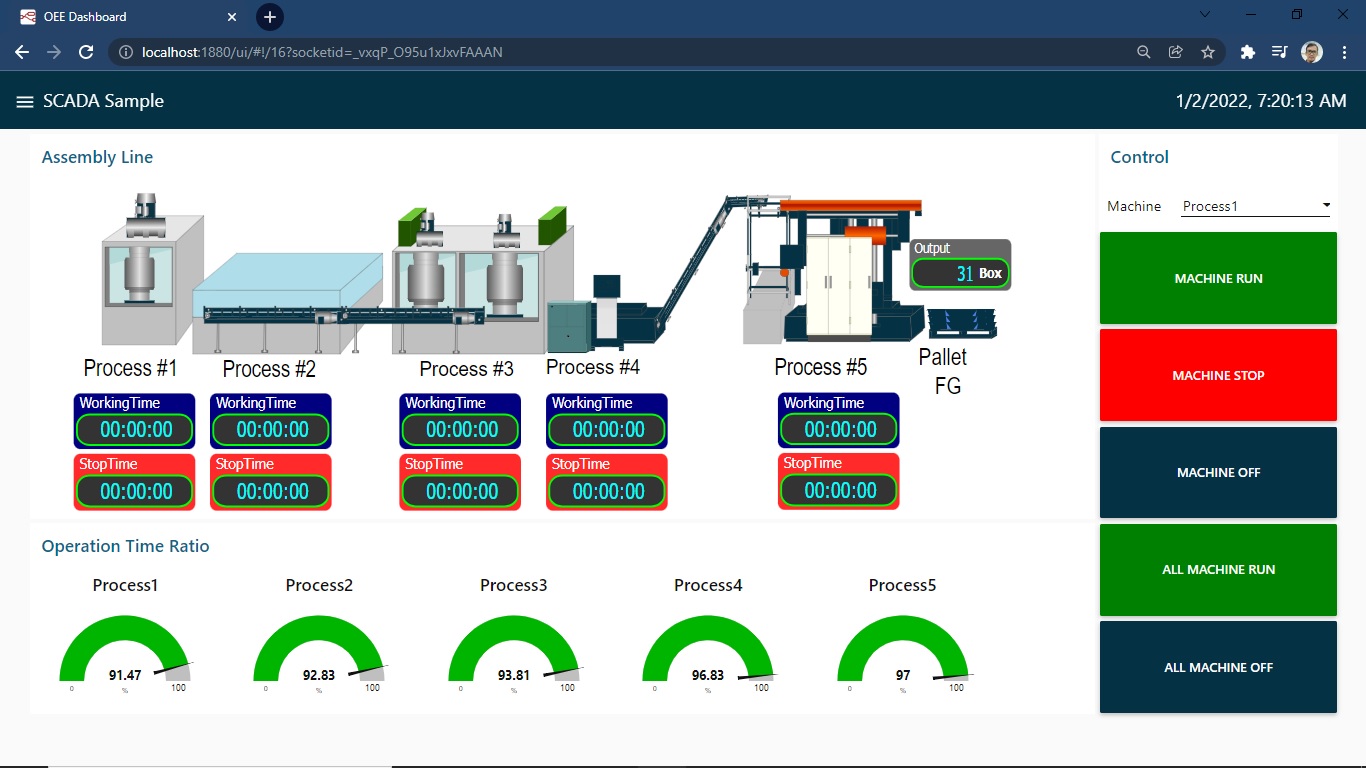 OEE Dashboard
localhost:1880/ui/#!/16?socketid=_vxqP_O95u1xJxvFAAAN
SCADA Sample
1/2/2022, 7:20:13 AM
Assembly Line
Control
Machine Process1
Output
31 Box
MACHINE RUN
MACHINE STOP
MACHINE OFF
ALL MACHINE RUN
ALL MACHINE OFF
Process #1 Process #2 Process #3 Process #4 Process #5 Pallet
FG
WorkingTime WorkingTime WorkingTime WorkingTime WorkingTime
00:00:00 00:00:00 00:00:00 00:00:00 00:00:00
StopTime StopTime StopTime StopTime StopTime
00:00:00 00:00:00 00:00:00 00:00:00 00:00:00
Operation Time Ratio
Process1 Process2 Process3 Process4 Process5
91.47 92.83 93.81 96.83 97
0 % 100 0 % 100 0 % 100 0 % 100 0 % 100